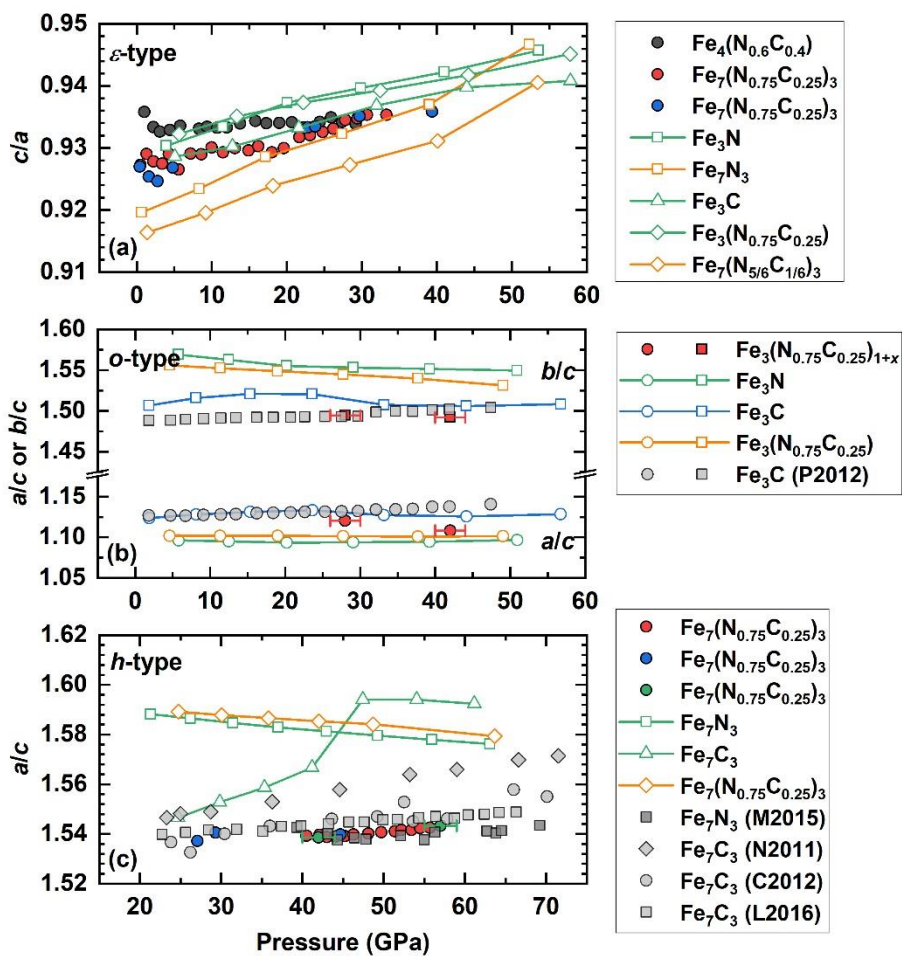 ε-type
(a)
c/a
0.95
0.94
0.93
0.92
0.91
0 10 20 30 40 50 60
Fe4(N0.6C0.4)
Fe7(N0.75C0.25)3
Fe7(N0.75C0.25)3
Fe3N
Fe7N3
Fe3C
Fe3(N0.75C0.25)
Fe7(N5/6C1/6)3
o-type
b/c
a/c
(b)
a/c or b/c
1.60
1.55
1.50
1.45
1.15
1.10
1.05
0 10 20 30 40 50 60
Fe3(N0.75C0.25)1+x
Fe3N
Fe3C
Fe3(N0.75C0.25)
Fe3C (P2012)
h-type
(c)
a/c
1.62
1.60
1.58
1.56
1.54
1.52
20 30 40 50 60 70
Pressure (GPa)
Fe7(N0.75C0.25)3
Fe7(N0.75C0.25)3
Fe7(N0.75C0.25)3
Fe7N3
Fe7C3
Fe7(N0.75C0.25)3
Fe7N3 (M2015)
Fe7C3 (N2011)
Fe7C3 (C2012)
Fe7C3 (L2016)